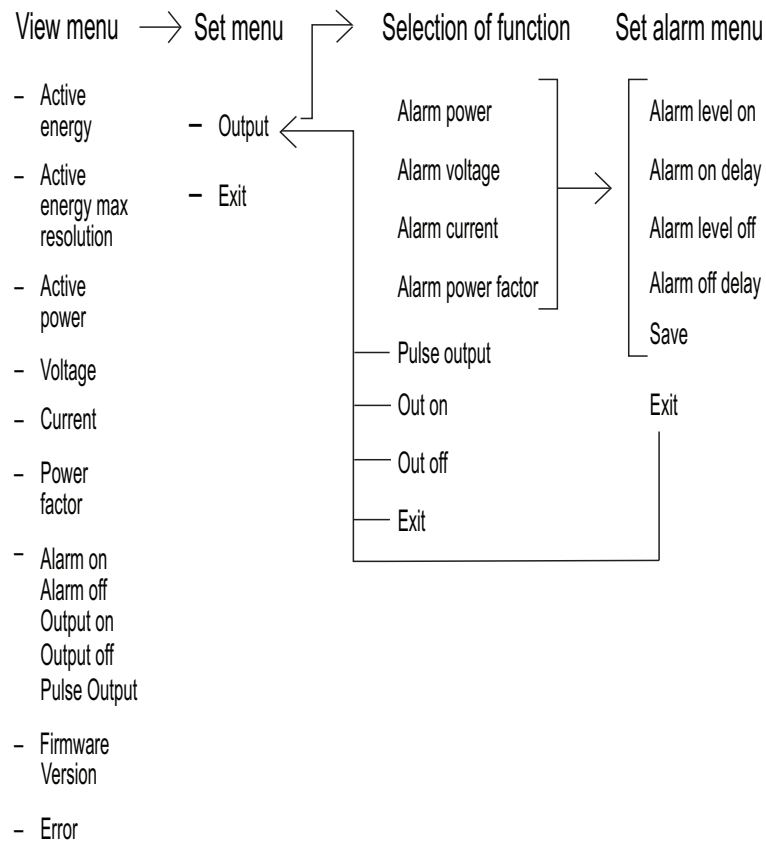 View menu
– Active
energy
– Active
energy max
resolution
– Active
power
– Voltage
– Current
– Power
factor
– Alarm on
Alarm off
Output on
Output off
Pulse Output
– Firmware
Version
– Error
Set menu
– Output
– Exit
Selection of function
Alarm power
Alarm voltage
Alarm current
Alarm power factor
Pulse output
Out on
Out off
Exit
Set alarm menu
Alarm level on
Alarm on delay
Alarm level off
Alarm off delay
Save
Exit